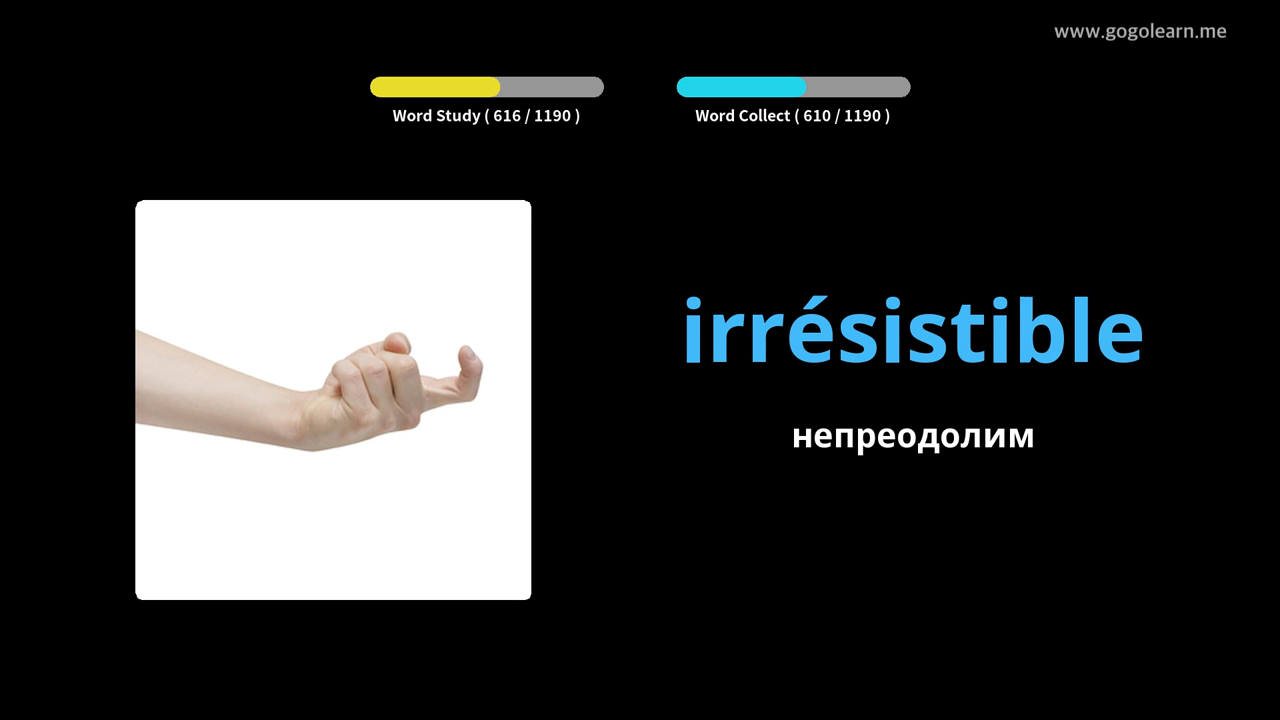 www.gogolearn.me
Word Study ( 616 / 1190 )
Word Collect ( 610 / 1190 )
irrésistible
непреодолим